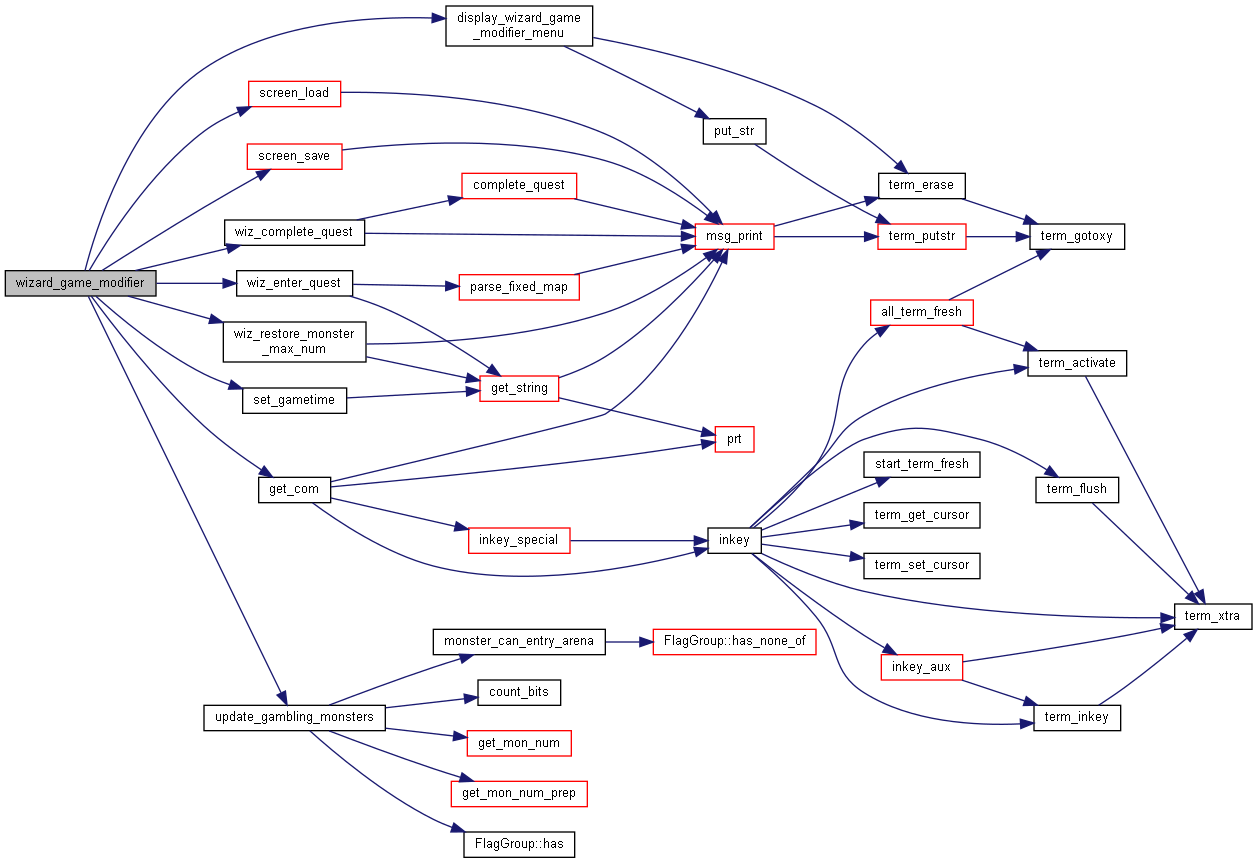 display_wizard_game
_modifier_menu
screen_load
put_str
screen_save
complete_quest
term_erase
wiz_complete_quest
msg_print
term_putstr
term_gotoxy
wizard_game_modifier
wiz_enter_quest
parse_fixed_map
all_term_fresh
wiz_restore_monster
_max_num
term_activate
set_gametime
get_string
prt
start_term_fresh
get_com
term_flush
term_get_cursor
inkey_special
inkey
term_set_cursor
term_xtra
monster_can_entry_arena
FlagGroup::has_none_of
inkey_aux
count_bits
update_gambling_monsters
term_inkey
get_mon_num
get_mon_num_prep
FlagGroup::has